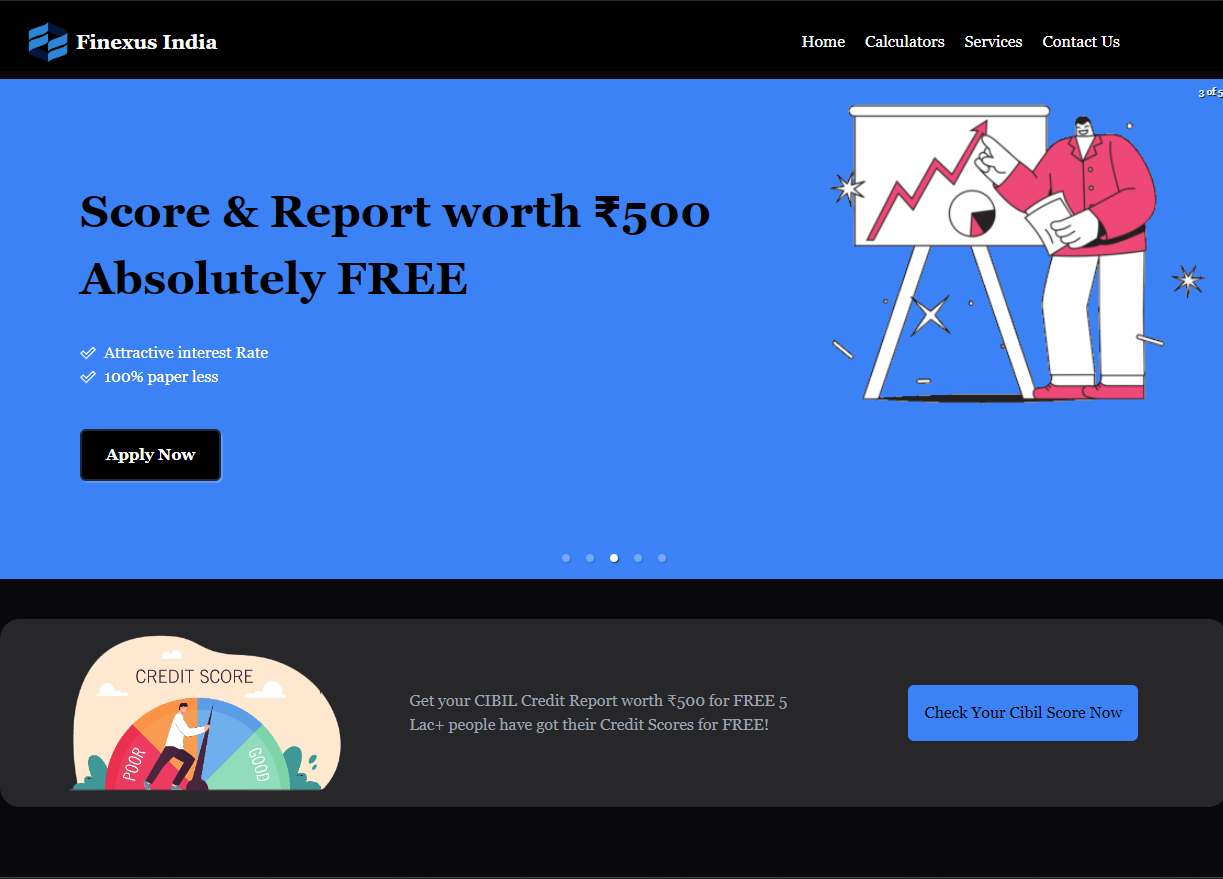 Finexus India
Home Calculators Services Contact Us
3 of 5
Score & Report worth ₹500
Absolutely FREE
Attractive interest Rate
100% paper less
Apply Now
CREDIT SCORE
POOR
GOOD
Get your CIBIL Credit Report worth ₹500 for FREE 5
Lac+ people have got their Credit Scores for FREE!
Check Your Cibil Score Now